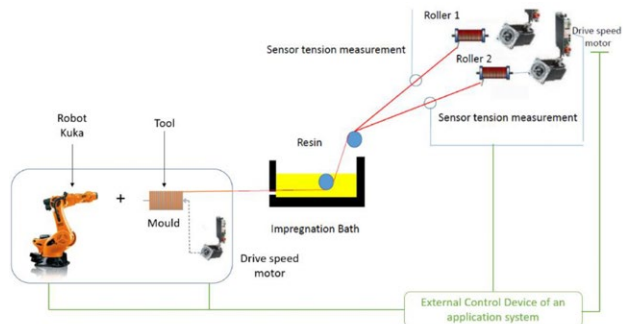 Roller 1
Drive speed
motor
Sensor tension measurement
Roller 2
Sensor tension measurement
Robot
Kuka
Tool
Resin
+
Mould
Impregnation Bath
Drive speed
motor
External Control Device of an
application system